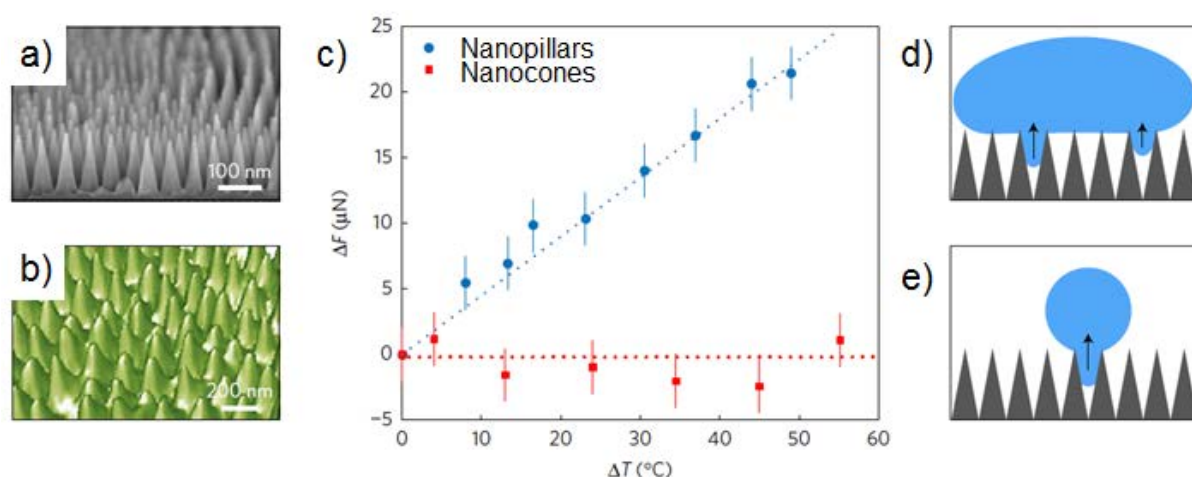 a)
100 nm
b)
200 nm
c)
Nanopillars
Nanocones
25
20
15
10
5
0
−5
ΔF (μN)
0 10 20 30 40 50 60
ΔT (°C)
d)
e)